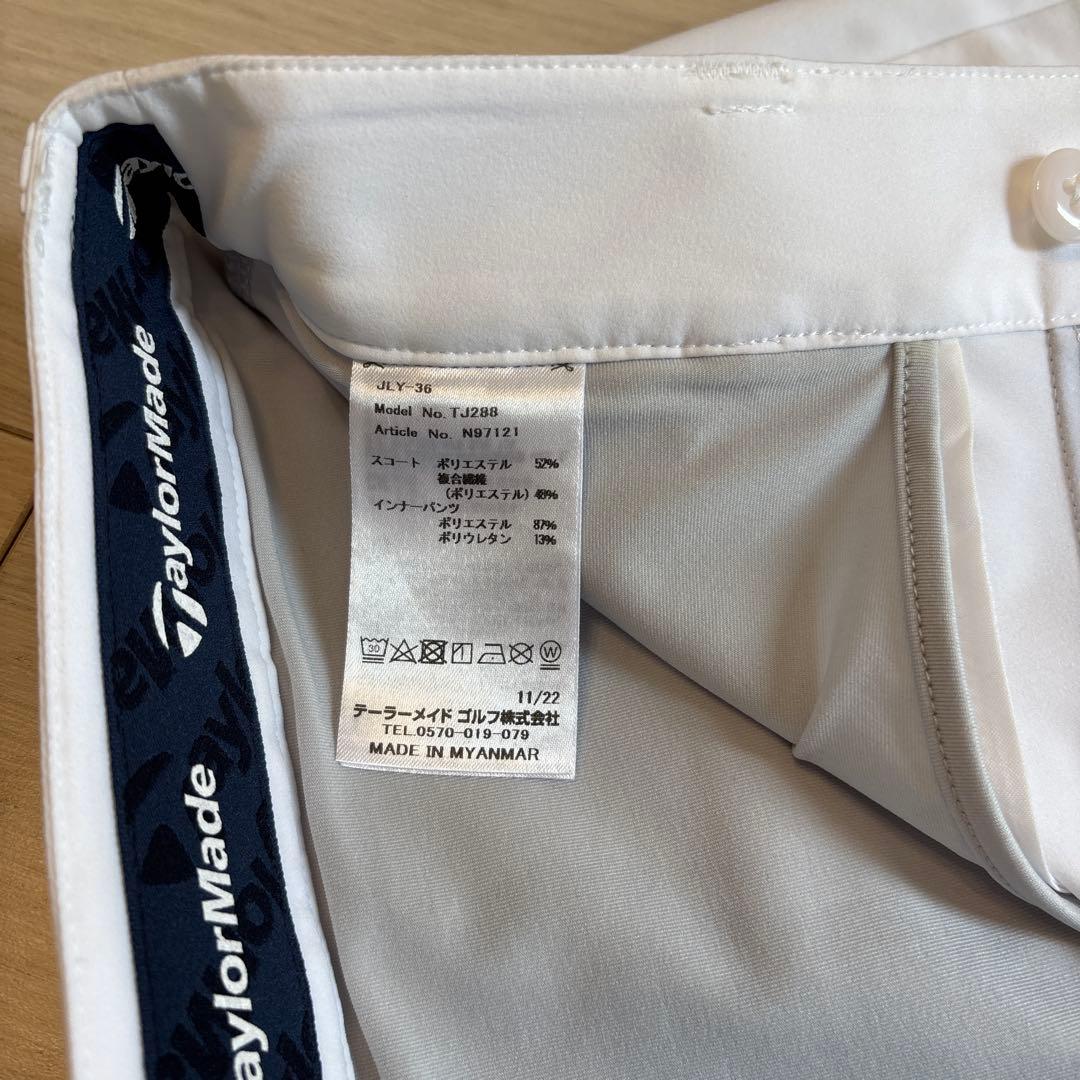 TaylorMade
TaylorMade
JLY-36
Model No. TJ288
Article No. N97121
スコート ポリエステル 52%
複合繊維
(ポリエステル) 48%
インナーパンツ
ポリエステル 87%
ポリウレタン 13%
30
W
11/22
テーラーメイド ゴルフ株式会社
TEL.0570-019-079
MADE IN MYANMAR